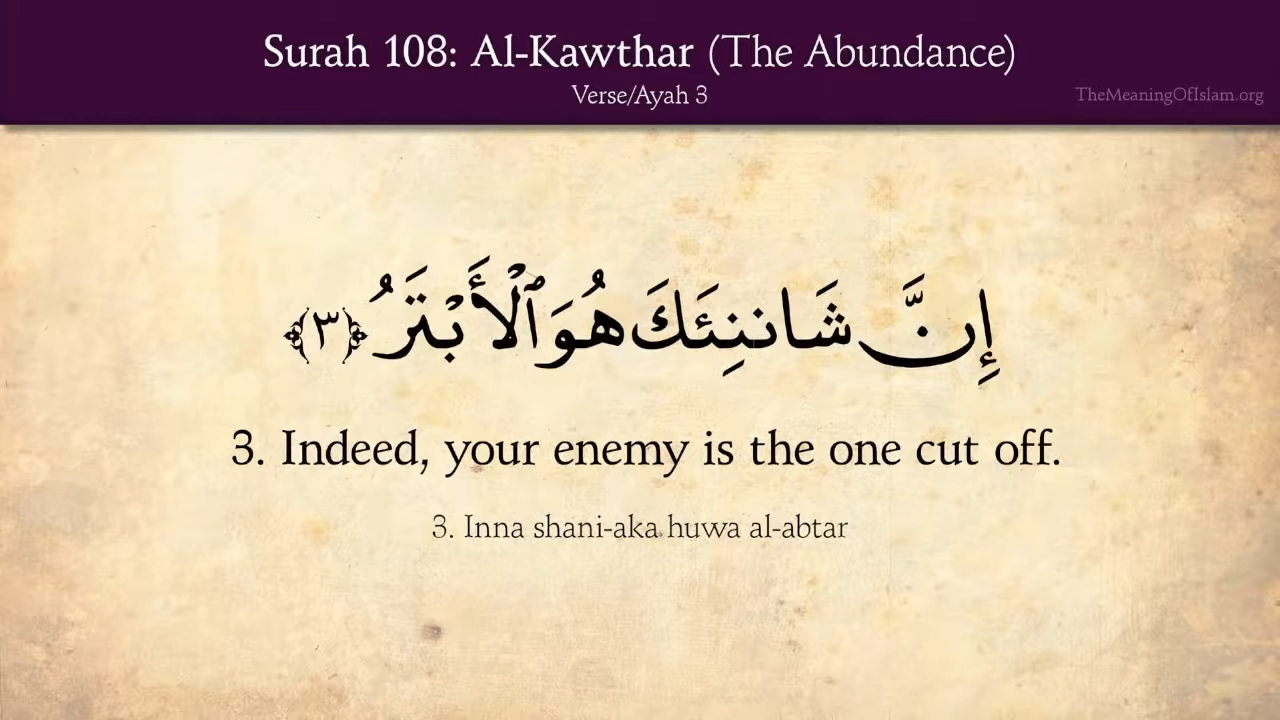 Surah 108: Al-Kawthar (The Abundance)
Verse/Ayah 3
TheMeaningOfIslam.org
إِنَّ شَاننِئَكَ هُوَ ٱلْأَبْتَرُ ﴿٣﴾
3. Indeed, your enemy is the one cut off.
3. Inna shani-aka huwa al-abtar